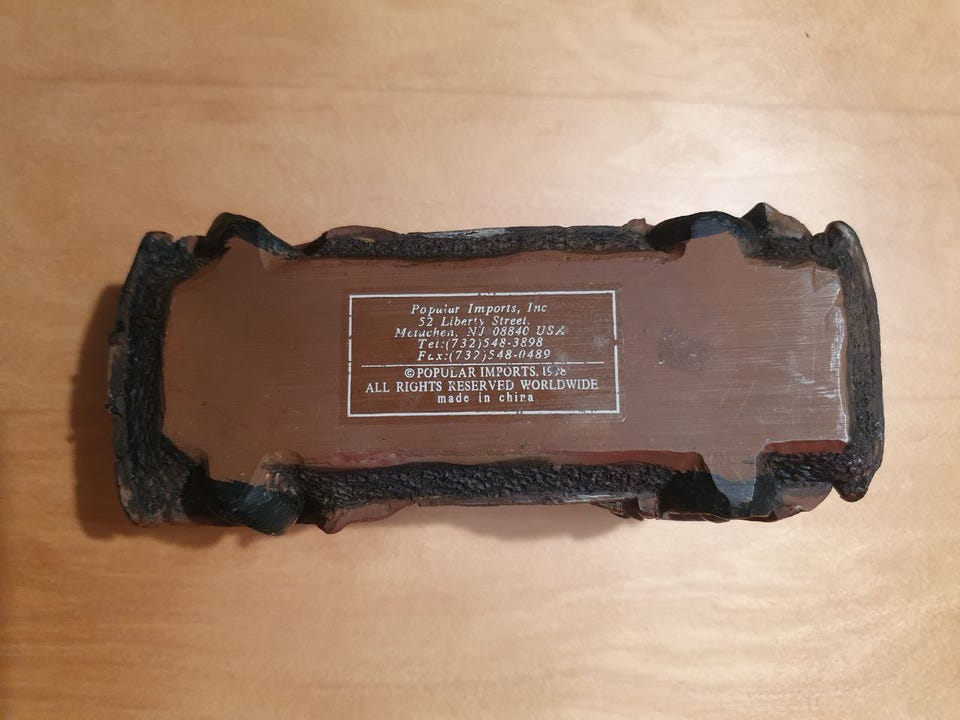 Popular Imports, Inc
52 Liberty Street,
Metuchen, NJ 08840 USA
Tel:(732)548-3898
Fax:(732)548-0489
©POPULAR IMPORTS, 1998
ALL RIGHTS RESERVED WORLDWIDE
made in china